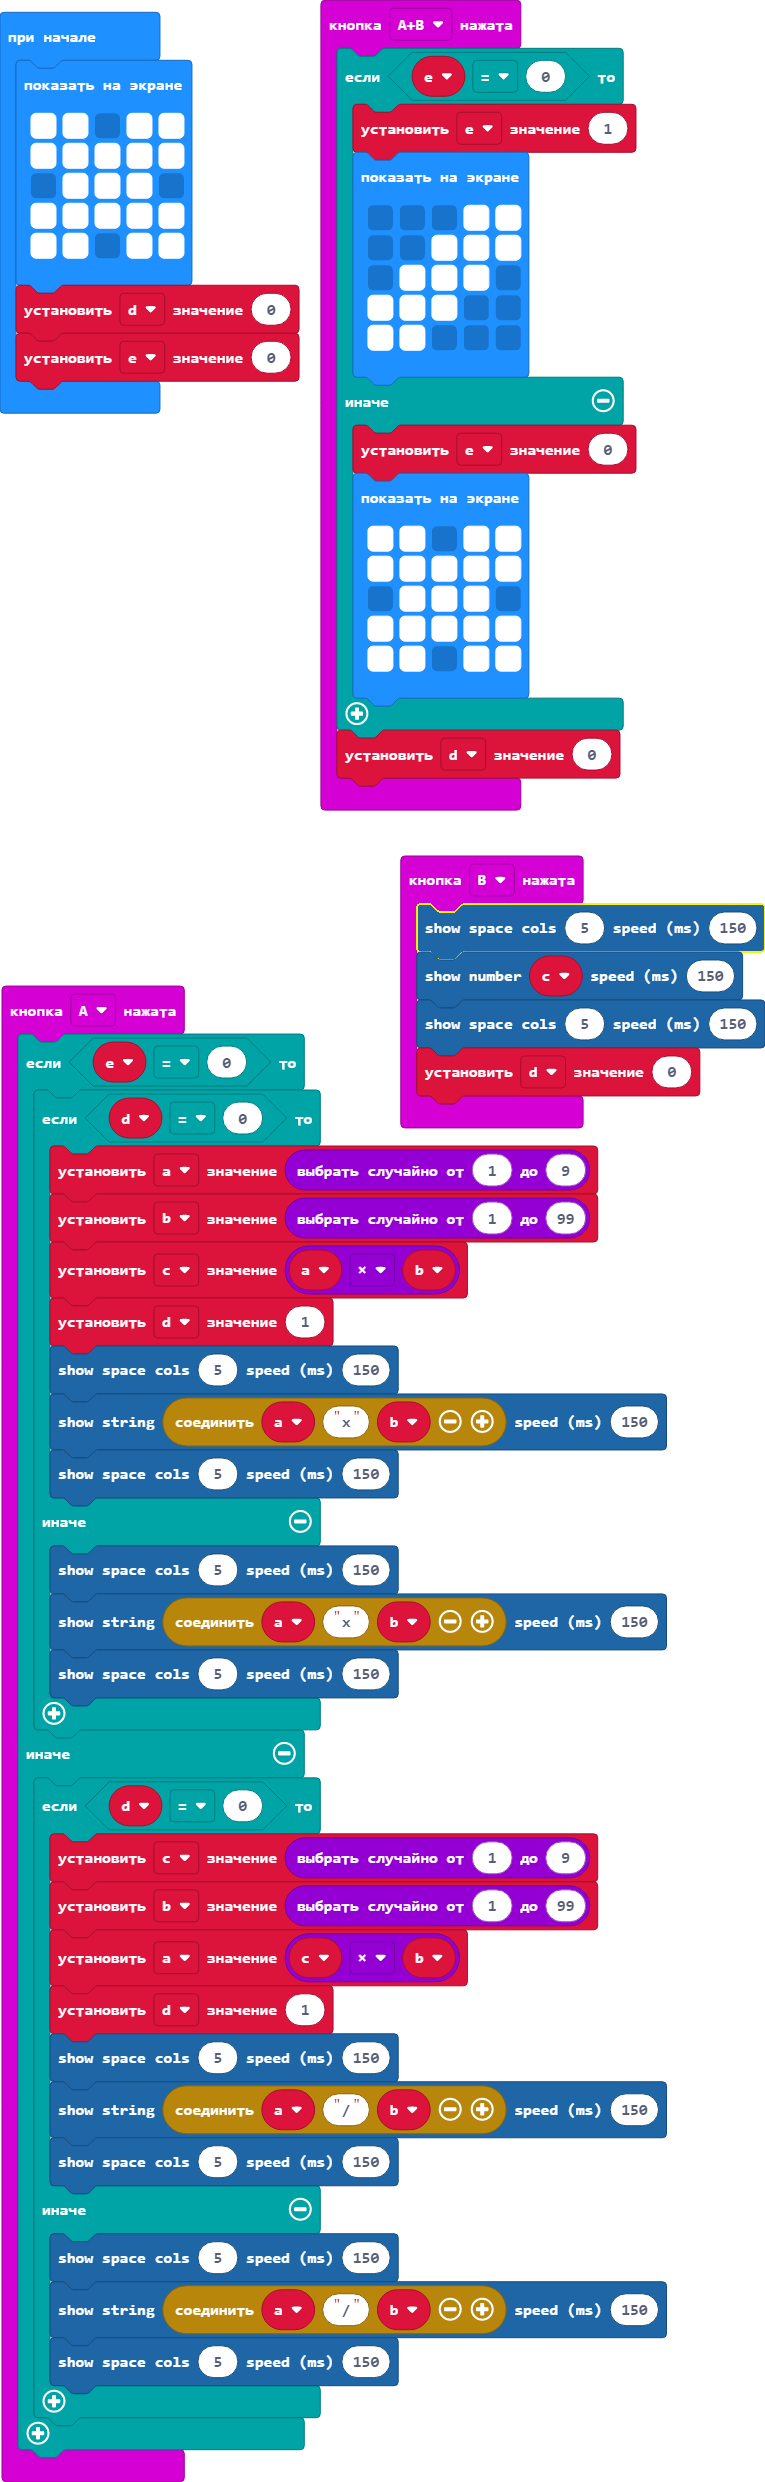 при начале
показать на экране
установить d значение 0
установить e значение 0
кнопка A+B нажата
если e = 0 то
установить e значение 1
показать на экране
иначе
установить e значение 0
показать на экране
установить d значение 0
кнопка B нажата
show space cols 5 speed (ms) 150
show number c speed (ms) 150
show space cols 5 speed (ms) 150
установить d значение 0
кнопка A нажата
если e = 0 то
если d = 0 то
установить a значение выбрать случайно от 1 до 9
установить b значение выбрать случайно от 1 до 99
установить c значение a × b
установить d значение 1
show space cols 5 speed (ms) 150
show string соединить a "x" b speed (ms) 150
show space cols 5 speed (ms) 150
иначе
show space cols 5 speed (ms) 150
show string соединить a "x" b speed (ms) 150
show space cols 5 speed (ms) 150
иначе
если d = 0 то
установить c значение выбрать случайно от 1 до 9
установить b значение выбрать случайно от 1 до 99
установить a значение c × b
установить d значение 1
show space cols 5 speed (ms) 150
show string соединить a "/" b speed (ms) 150
show space cols 5 speed (ms) 150
иначе
show space cols 5 speed (ms) 150
show string соединить a "/" b speed (ms) 150
show space cols 5 speed (ms) 150